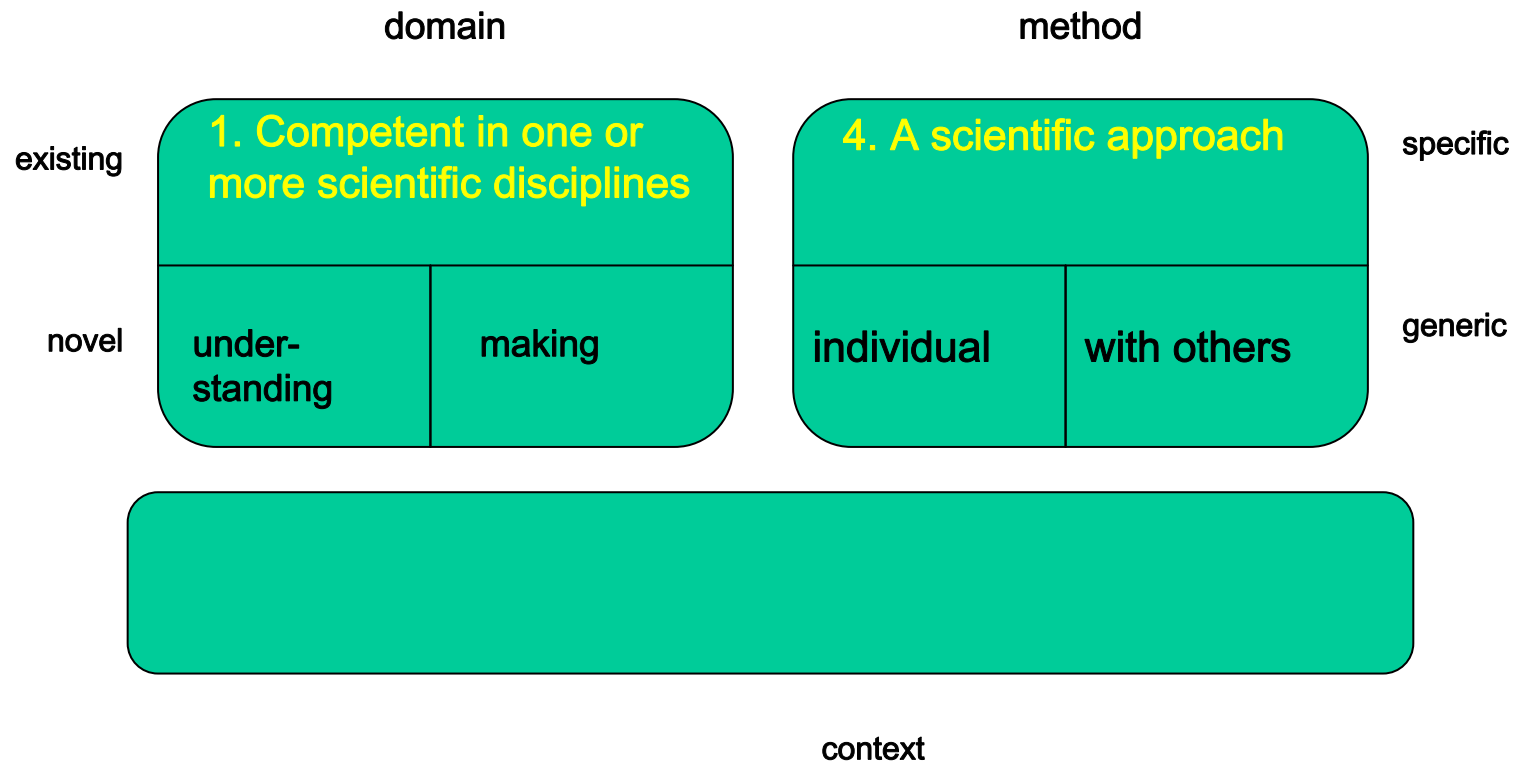 domain
method
existing
1. Competent in one or
more scientific disciplines
4. A scientific approach
specific
novel
under-
standing
making
individual
with others
generic
context